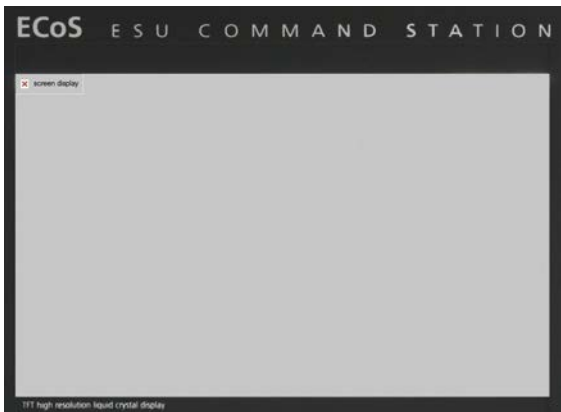 ECoS ESU COMMAND STATION
screen display
TFT high resolution liquid crystal display